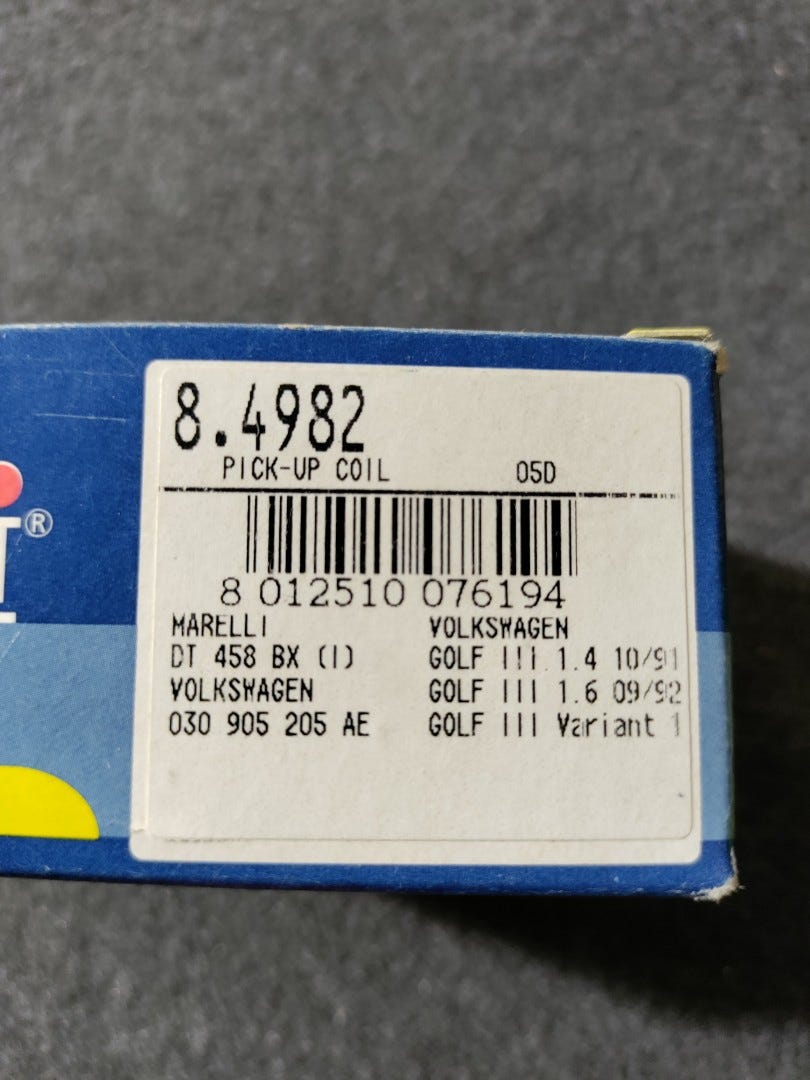 8.4982
PICK-UP COIL 05D
8 012510 076194
MARELLI VOLKSWAGEN
DT 458 BX (I) GOLF III 1.4 10/91
VOLKSWAGEN GOLF III 1.6 09/92
030 905 205 AE GOLF III Variant 1
®